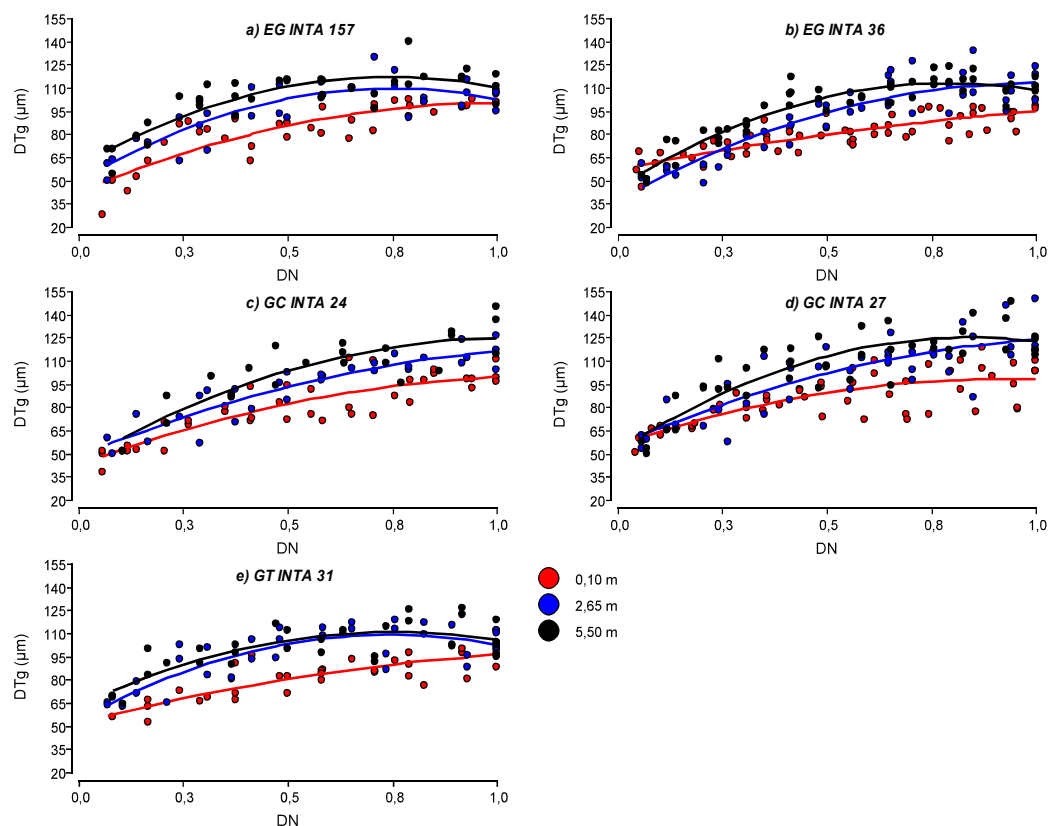 a) EG INTA 157
155
140
125
110
95
80
65
50
35
20
DTg (µm)
0,0 0,3 0,5 0,8 1,0
DN
b) EG INTA 36
155
140
125
110
95
80
65
50
35
20
DTg (µm)
0,0 0,3 0,5 0,8 1,0
DN
c) GC INTA 24
155
140
125
110
95
80
65
50
35
20
DTg (µm)
0,0 0,3 0,5 0,8 1,0
DN
d) GC INTA 27
155
140
125
110
95
80
65
50
35
20
DTg (µm)
0,0 0,3 0,5 0,8 1,0
DN
e) GT INTA 31
155
140
125
110
95
80
65
50
35
20
DTg (µm)
0,0 0,3 0,5 0,8 1,0
DN
0,10 m
2,65 m
5,50 m